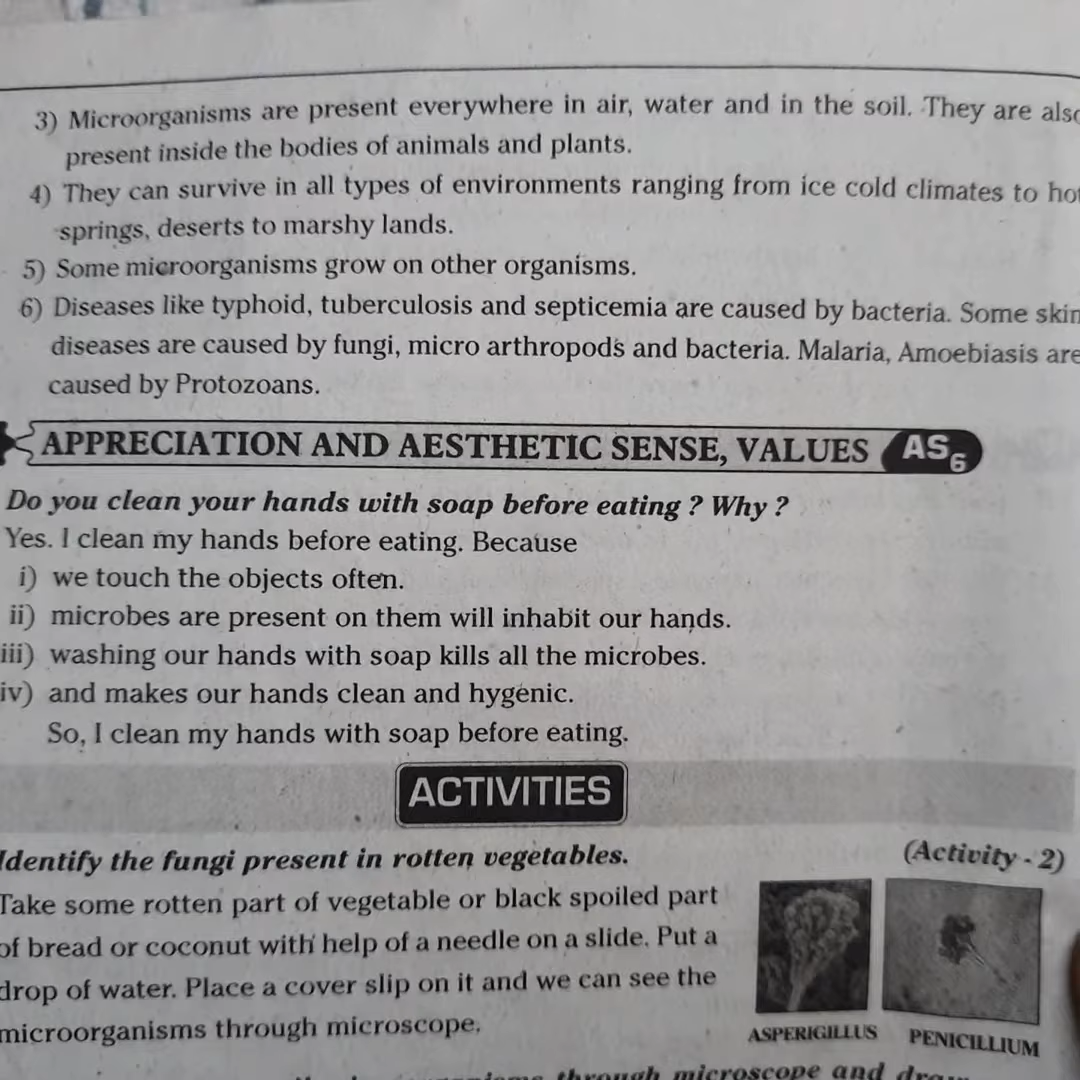 3) Microorganisms are present everywhere in air, water and in the soil. They are also
present inside the bodies of animals and plants.
4) They can survive in all types of environments ranging from ice cold climates to hot
springs, deserts to marshy lands.
5) Some microorganisms grow on other organisms.
6) Diseases like typhoid, tuberculosis and septicemia are caused by bacteria. Some skin
diseases are caused by fungi, micro arthropods and bacteria. Malaria, Amoebiasis are
caused by Protozoans.
APPRECIATION AND AESTHETIC SENSE, VALUES AS6
Do you clean your hands with soap before eating ? Why ?
Yes. I clean my hands before eating. Because
i) we touch the objects often.
ii) microbes are present on them will inhabit our hands.
iii) washing our hands with soap kills all the microbes.
iv) and makes our hands clean and hygenic.
So, I clean my hands with soap before eating.
ACTIVITIES
Identify the fungi present in rotten vegetables. (Activity - 2)
Take some rotten part of vegetable or black spoiled part
of bread or coconut with help of a needle on a slide. Put a
drop of water. Place a cover slip on it and we can see the
microorganisms through microscope.
ASPERIGILLUS PENICILLIUM
through microscope and